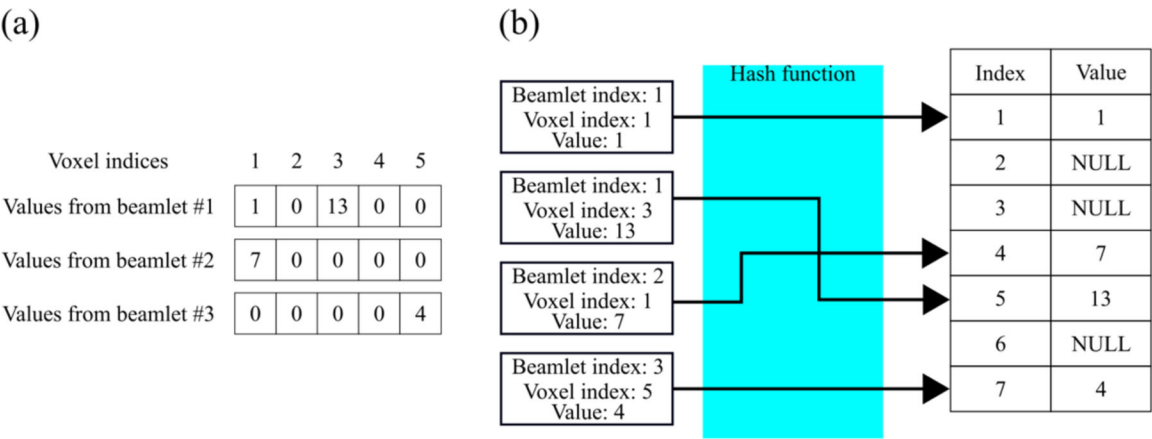 (a)
Voxel indices 1 2 3 4 5
Values from beamlet #1 1 0 13 0 0
Values from beamlet #2 7 0 0 0 0
Values from beamlet #3 0 0 0 0 4
(b)
Beamlet index: 1
Voxel index: 1
Value: 1
Beamlet index: 1
Voxel index: 3
Value: 13
Beamlet index: 2
Voxel index: 1
Value: 7
Beamlet index: 3
Voxel index: 5
Value: 4
Hash function
Index Value
1 1
2 NULL
3 NULL
4 7
5 13
6 NULL
7 4